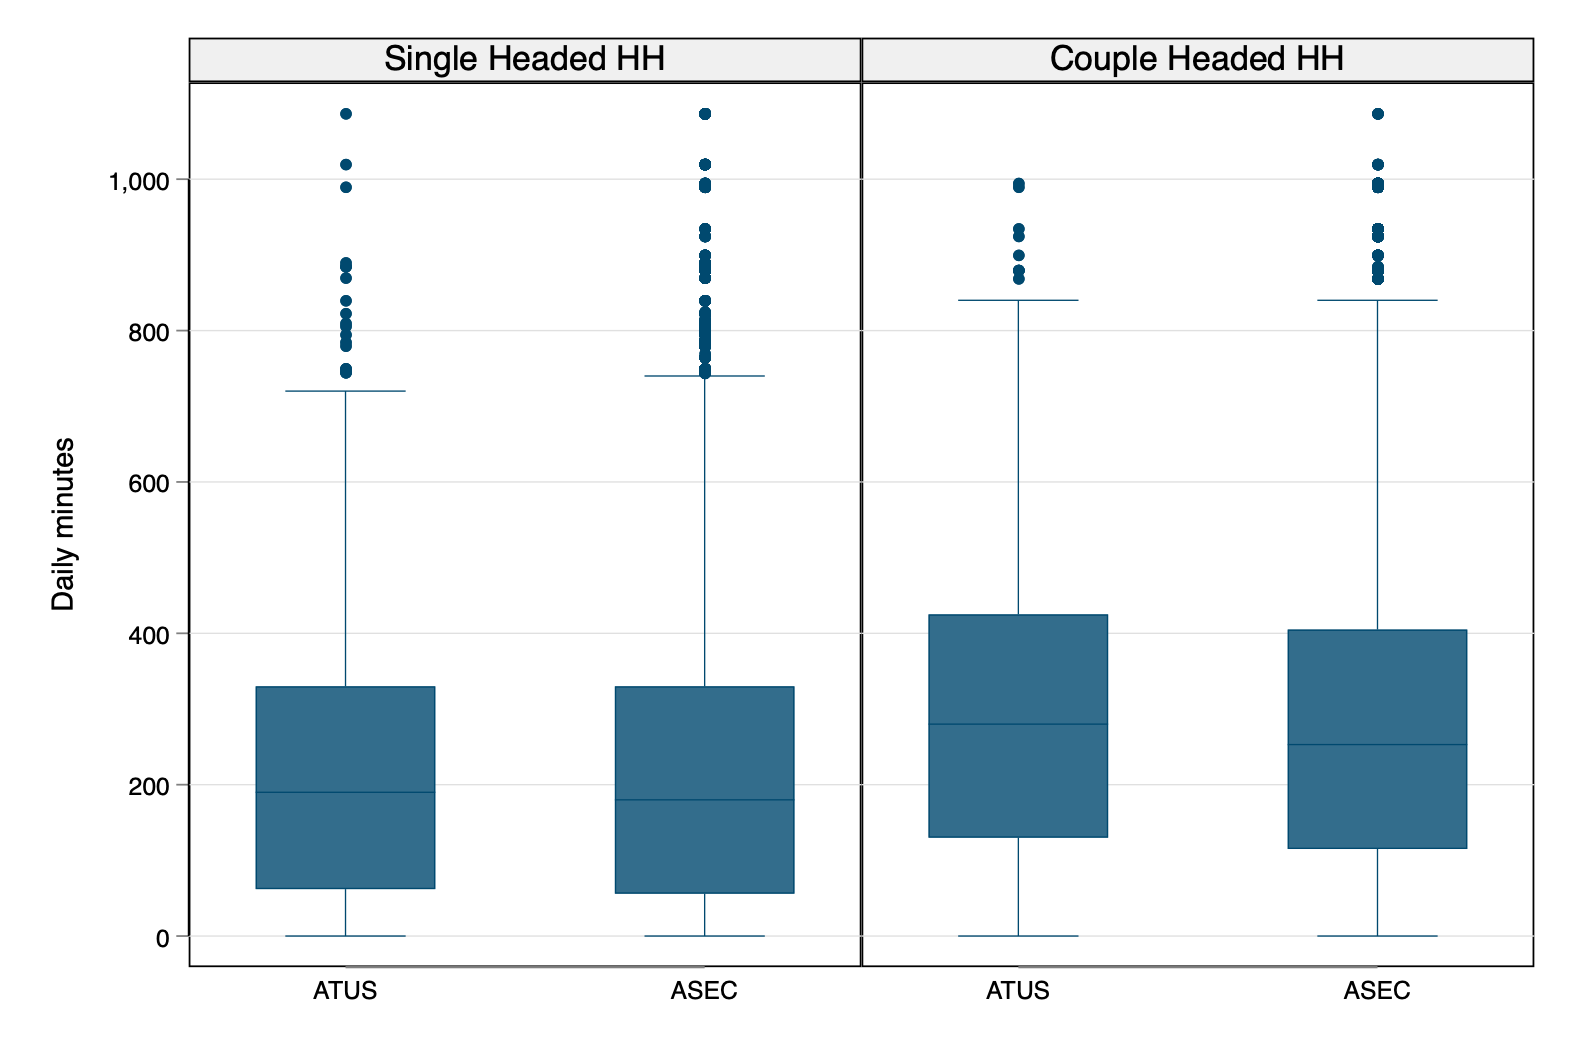 Single Headed HH
Couple Headed HH
Daily minutes
1,000
800
600
400
200
0
ATUS
ASEC
ATUS
ASEC